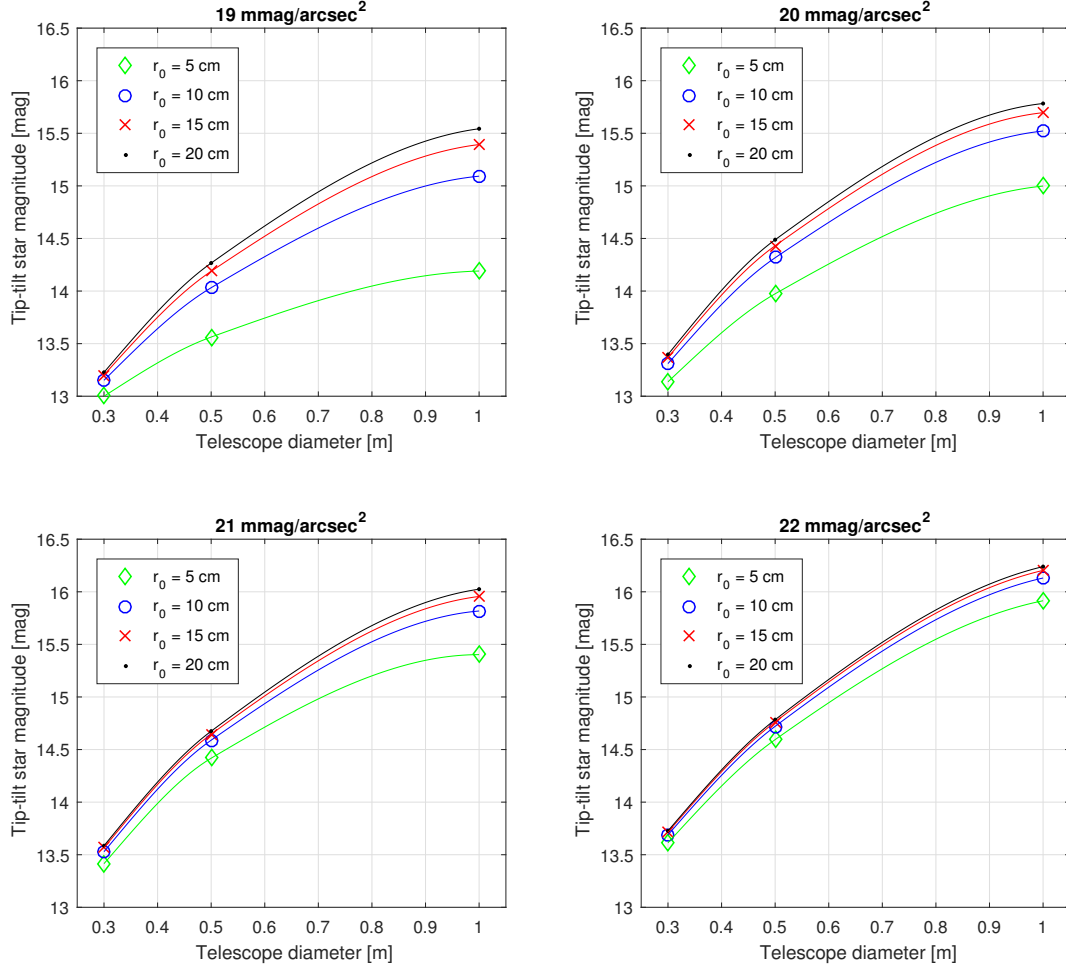 19 mmag/arcsec²
16.5
16
15.5
15
14.5
14
13.5
13
Tip-tilt star magnitude [mag]
r₀ = 5 cm
r₀ = 10 cm
r₀ = 15 cm
r₀ = 20 cm
0.3 0.4 0.5 0.6 0.7 0.8 0.9 1
Telescope diameter [m]
20 mmag/arcsec²
16.5
16
15.5
15
14.5
14
13.5
13
Tip-tilt star magnitude [mag]
r₀ = 5 cm
r₀ = 10 cm
r₀ = 15 cm
r₀ = 20 cm
0.3 0.4 0.5 0.6 0.7 0.8 0.9 1
Telescope diameter [m]
21 mmag/arcsec²
16.5
16
15.5
15
14.5
14
13.5
13
Tip-tilt star magnitude [mag]
r₀ = 5 cm
r₀ = 10 cm
r₀ = 15 cm
r₀ = 20 cm
0.3 0.4 0.5 0.6 0.7 0.8 0.9 1
Telescope diameter [m]
22 mmag/arcsec²
16.5
16
15.5
15
14.5
14
13.5
13
Tip-tilt star magnitude [mag]
r₀ = 5 cm
r₀ = 10 cm
r₀ = 15 cm
r₀ = 20 cm
0.3 0.4 0.5 0.6 0.7 0.8 0.9 1
Telescope diameter [m]